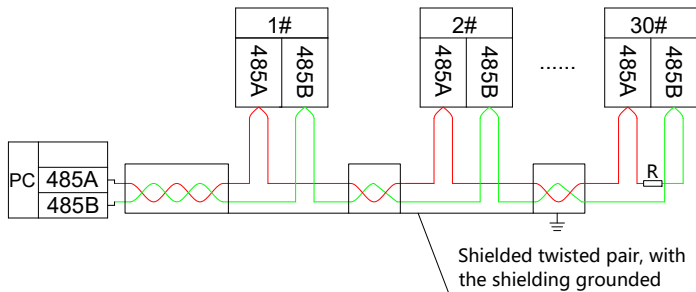 1#
485A
485B
2#
485A
485B
......
30#
485A
485B
PC
485A
485B
R
Shielded twisted pair, with
the shielding grounded